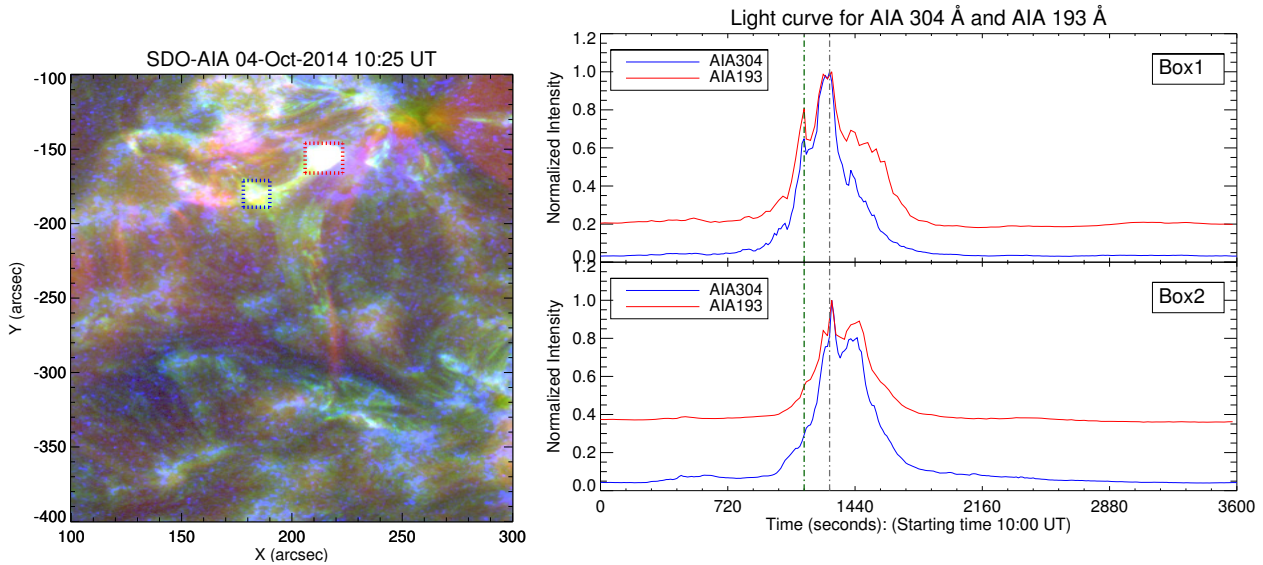 SDO-AIA 04-Oct-2014 10:25 UT
-100
-150
-200
-250
-300
-350
-400
Y (arcsec)
100 150 200 250 300
X (arcsec)
Light curve for AIA 304 Å and AIA 193 Å
1.2
1.0
0.8
0.6
0.4
0.2
0.0
Normalized Intensity
AIA304
AIA193
Box1
1.2
1.0
0.8
0.6
0.4
0.2
0.0
Normalized Intensity
AIA304
AIA193
Box2
0 720 1440 2160 2880 3600
Time (seconds): (Starting time 10:00 UT)